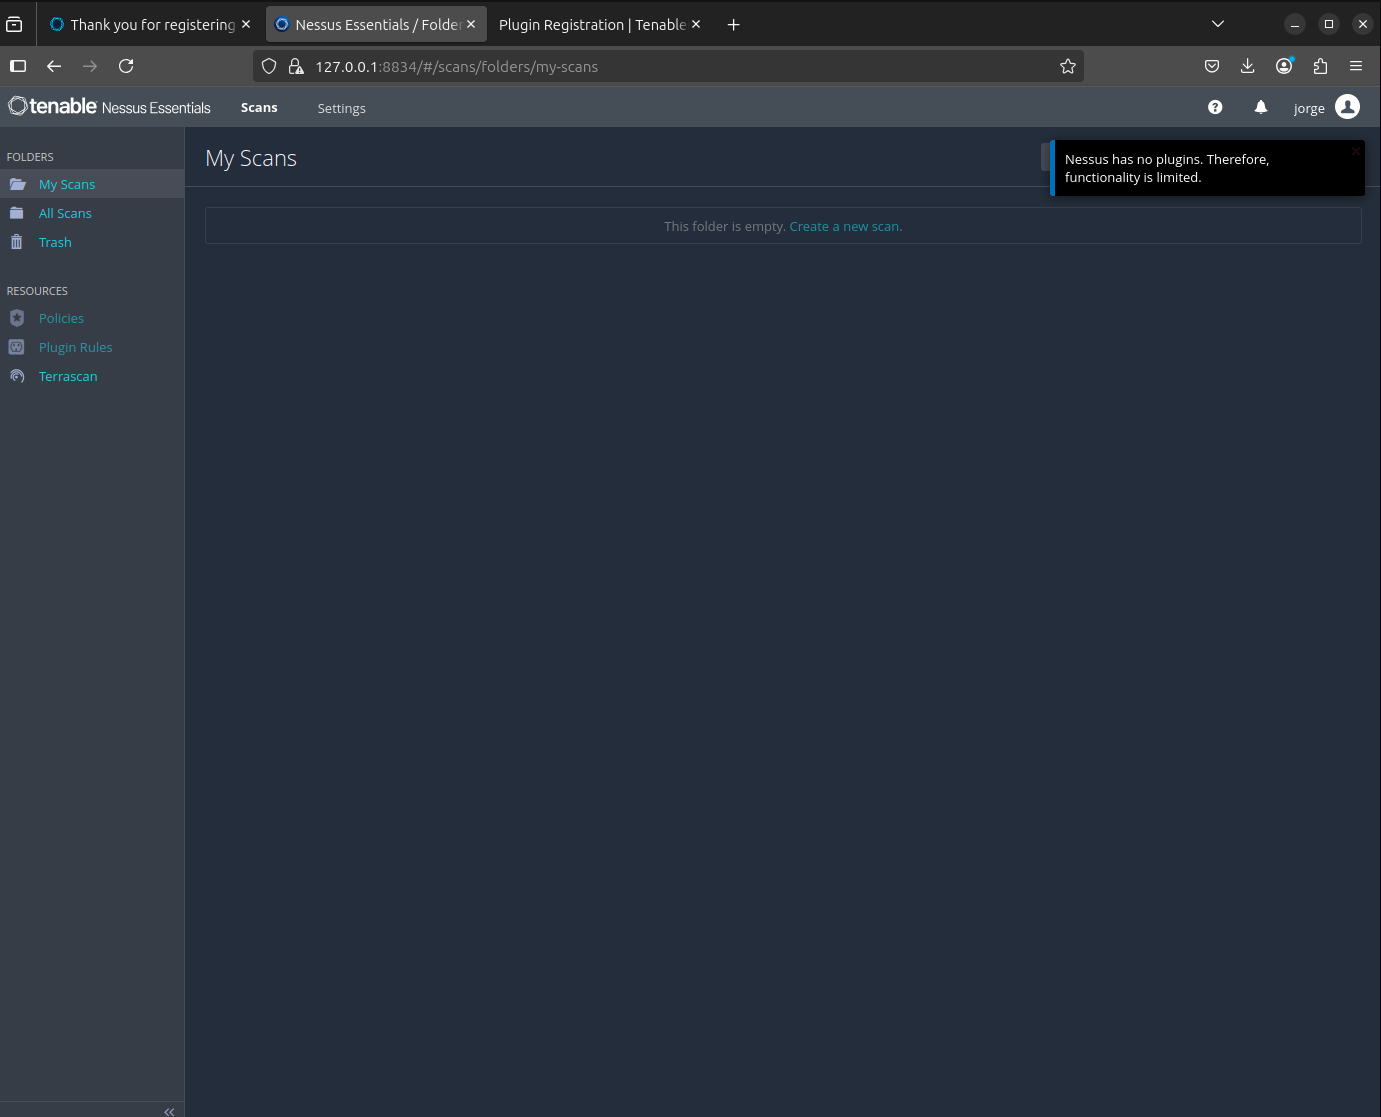 Thank you for registering
Nessus Essentials / Folder
Plugin Registration | Tenable
127.0.0.1:8834/#/scans/folders/my-scans
tenable Nessus Essentials
Scans
Settings
jorge
FOLDERS
My Scans
All Scans
Trash
RESOURCES
Policies
Plugin Rules
Terrascan
My Scans
Nessus has no plugins. Therefore,
functionality is limited.
This folder is empty. Create a new scan.